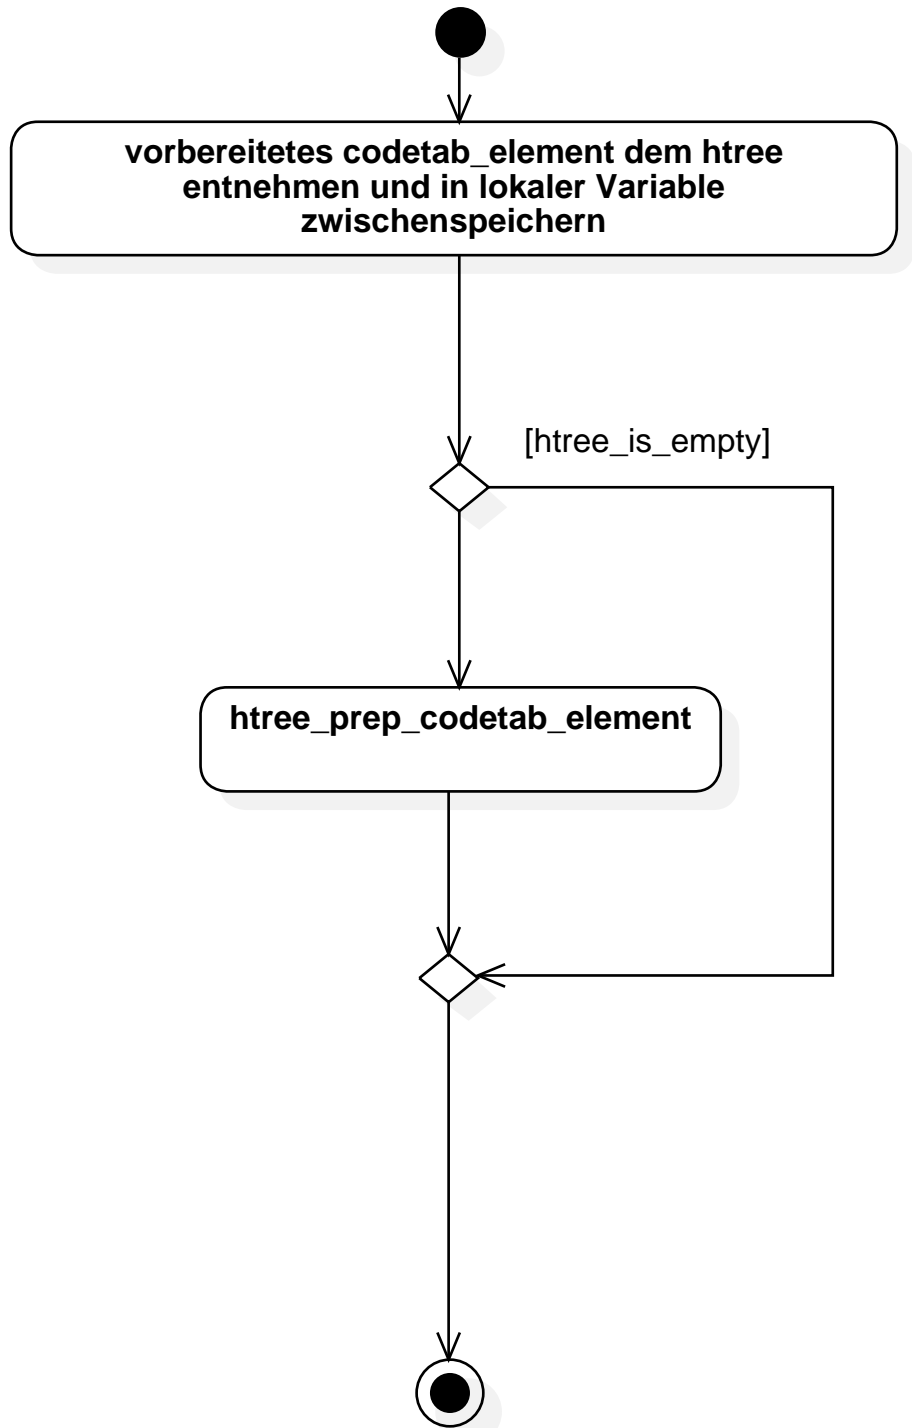 vorbereitetes codetab_element dem htree
entnehmen und in lokaler Variable
zwischenspeichern
[htree_is_empty]
htree_prep_codetab_element